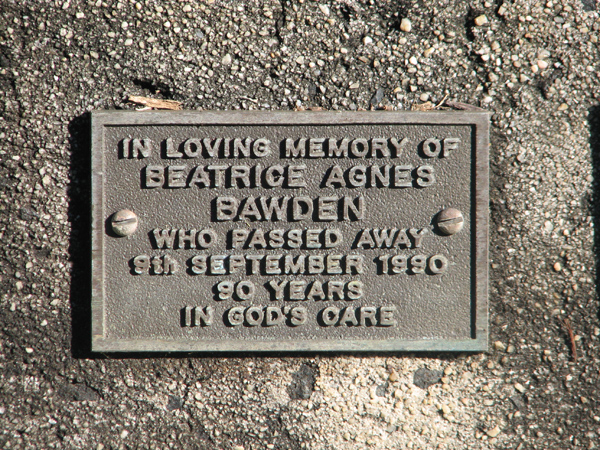 IN LOVING MEMORY OF
BEATRICE AGNES
BAWDEN
WHO PASSED AWAY
9th SEPTEMBER 1990
90 YEARS
IN GOD'S CARE